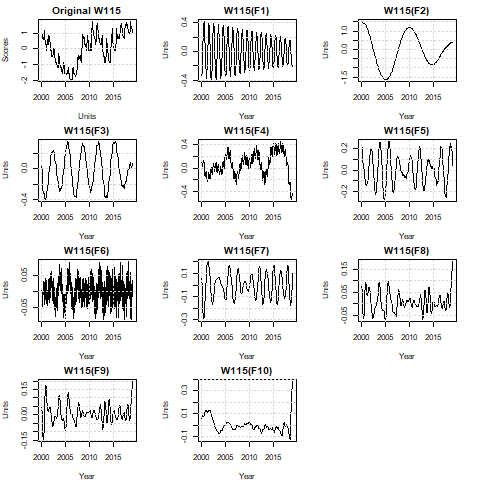 Original W115
W115(F1)
W115(F2)
Scores
-2 -1 0 1
2000 2005 2010 2015
Units
Units
-0.4 0.0 0.4
2000 2005 2010 2015
Year
Units
-1.5 0.0 1.0
2000 2005 2010 2015
Year
W115(F3)
W115(F4)
W115(F5)
Units
-0.4 0.0
2000 2005 2010 2015
Year
Units
-0.4 0.0 0.4
2000 2005 2010 2015
Year
Units
-0.2 0.0 0.2
2000 2005 2010 2015
Year
W115(F6)
W115(F7)
W115(F8)
Units
-0.05 0.05
2000 2005 2010 2015
Year
Units
-0.3 -0.1 0.1
2000 2005 2010 2015
Year
Units
-0.05 0.05 0.15
2000 2005 2010 2015
Year
W115(F9)
W115(F10)
Units
-0.15 0.00 0.15
2000 2005 2010 2015
Year
Units
-0.1 0.1 0.3
2000 2005 2010 2015
Year